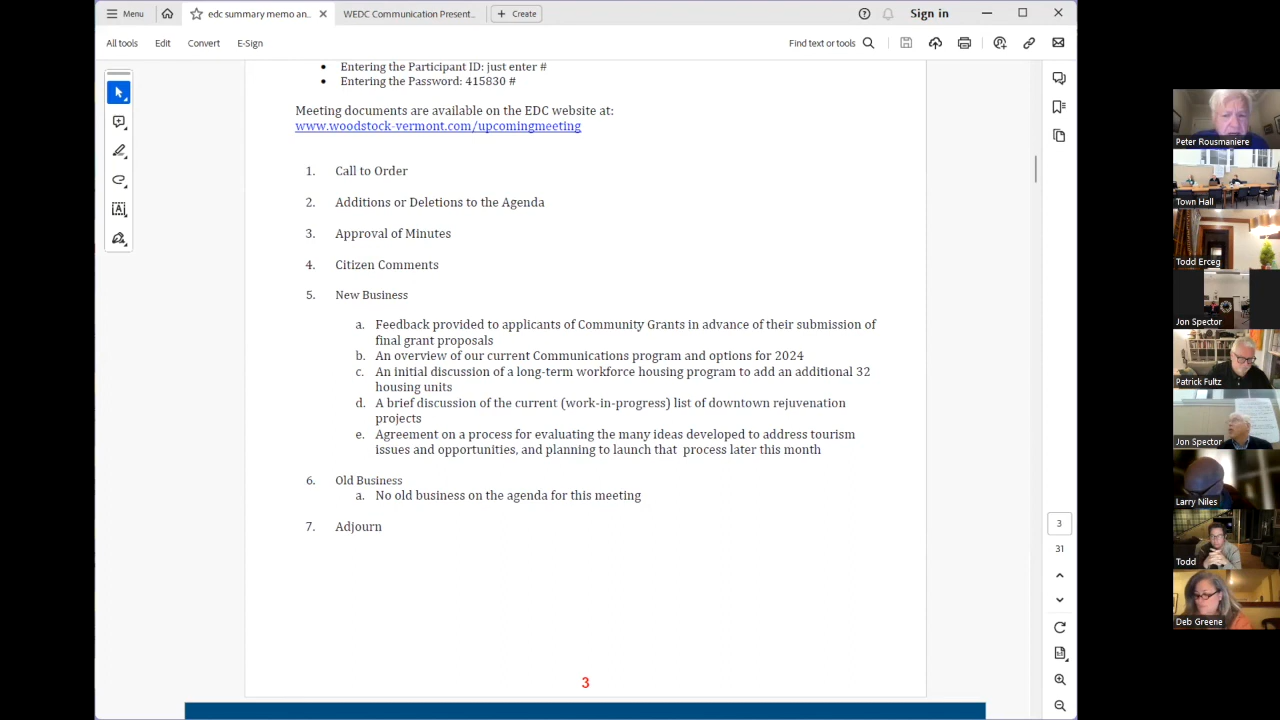 Menu
edc summary memo an...
WEDC Communication Present...
Create
Sign in
All tools
Edit
Convert
E-Sign
Find text or tools
• Entering the Participant ID: just enter #
• Entering the Password: 415830 #
Meeting documents are available on the EDC website at:
www.woodstock-vermont.com/upcomingmeeting
1. Call to Order
2. Additions or Deletions to the Agenda
3. Approval of Minutes
4. Citizen Comments
5. New Business
a. Feedback provided to applicants of Community Grants in advance of their submission of
final grant proposals
b. An overview of our current Communications program and options for 2024
c. An initial discussion of a long-term workforce housing program to add an additional 32
housing units
d. A brief discussion of the current (work-in-progress) list of downtown rejuvenation
projects
e. Agreement on a process for evaluating the many ideas developed to address tourism
issues and opportunities, and planning to launch that process later this month
6. Old Business
a. No old business on the agenda for this meeting
7. Adjourn
3
3
31
Peter Rousmaniere
Town Hall
Todd Erceg
Jon Spector
Patrick Fultz
Jon Spector
Larry Niles
Todd
Deb Greene